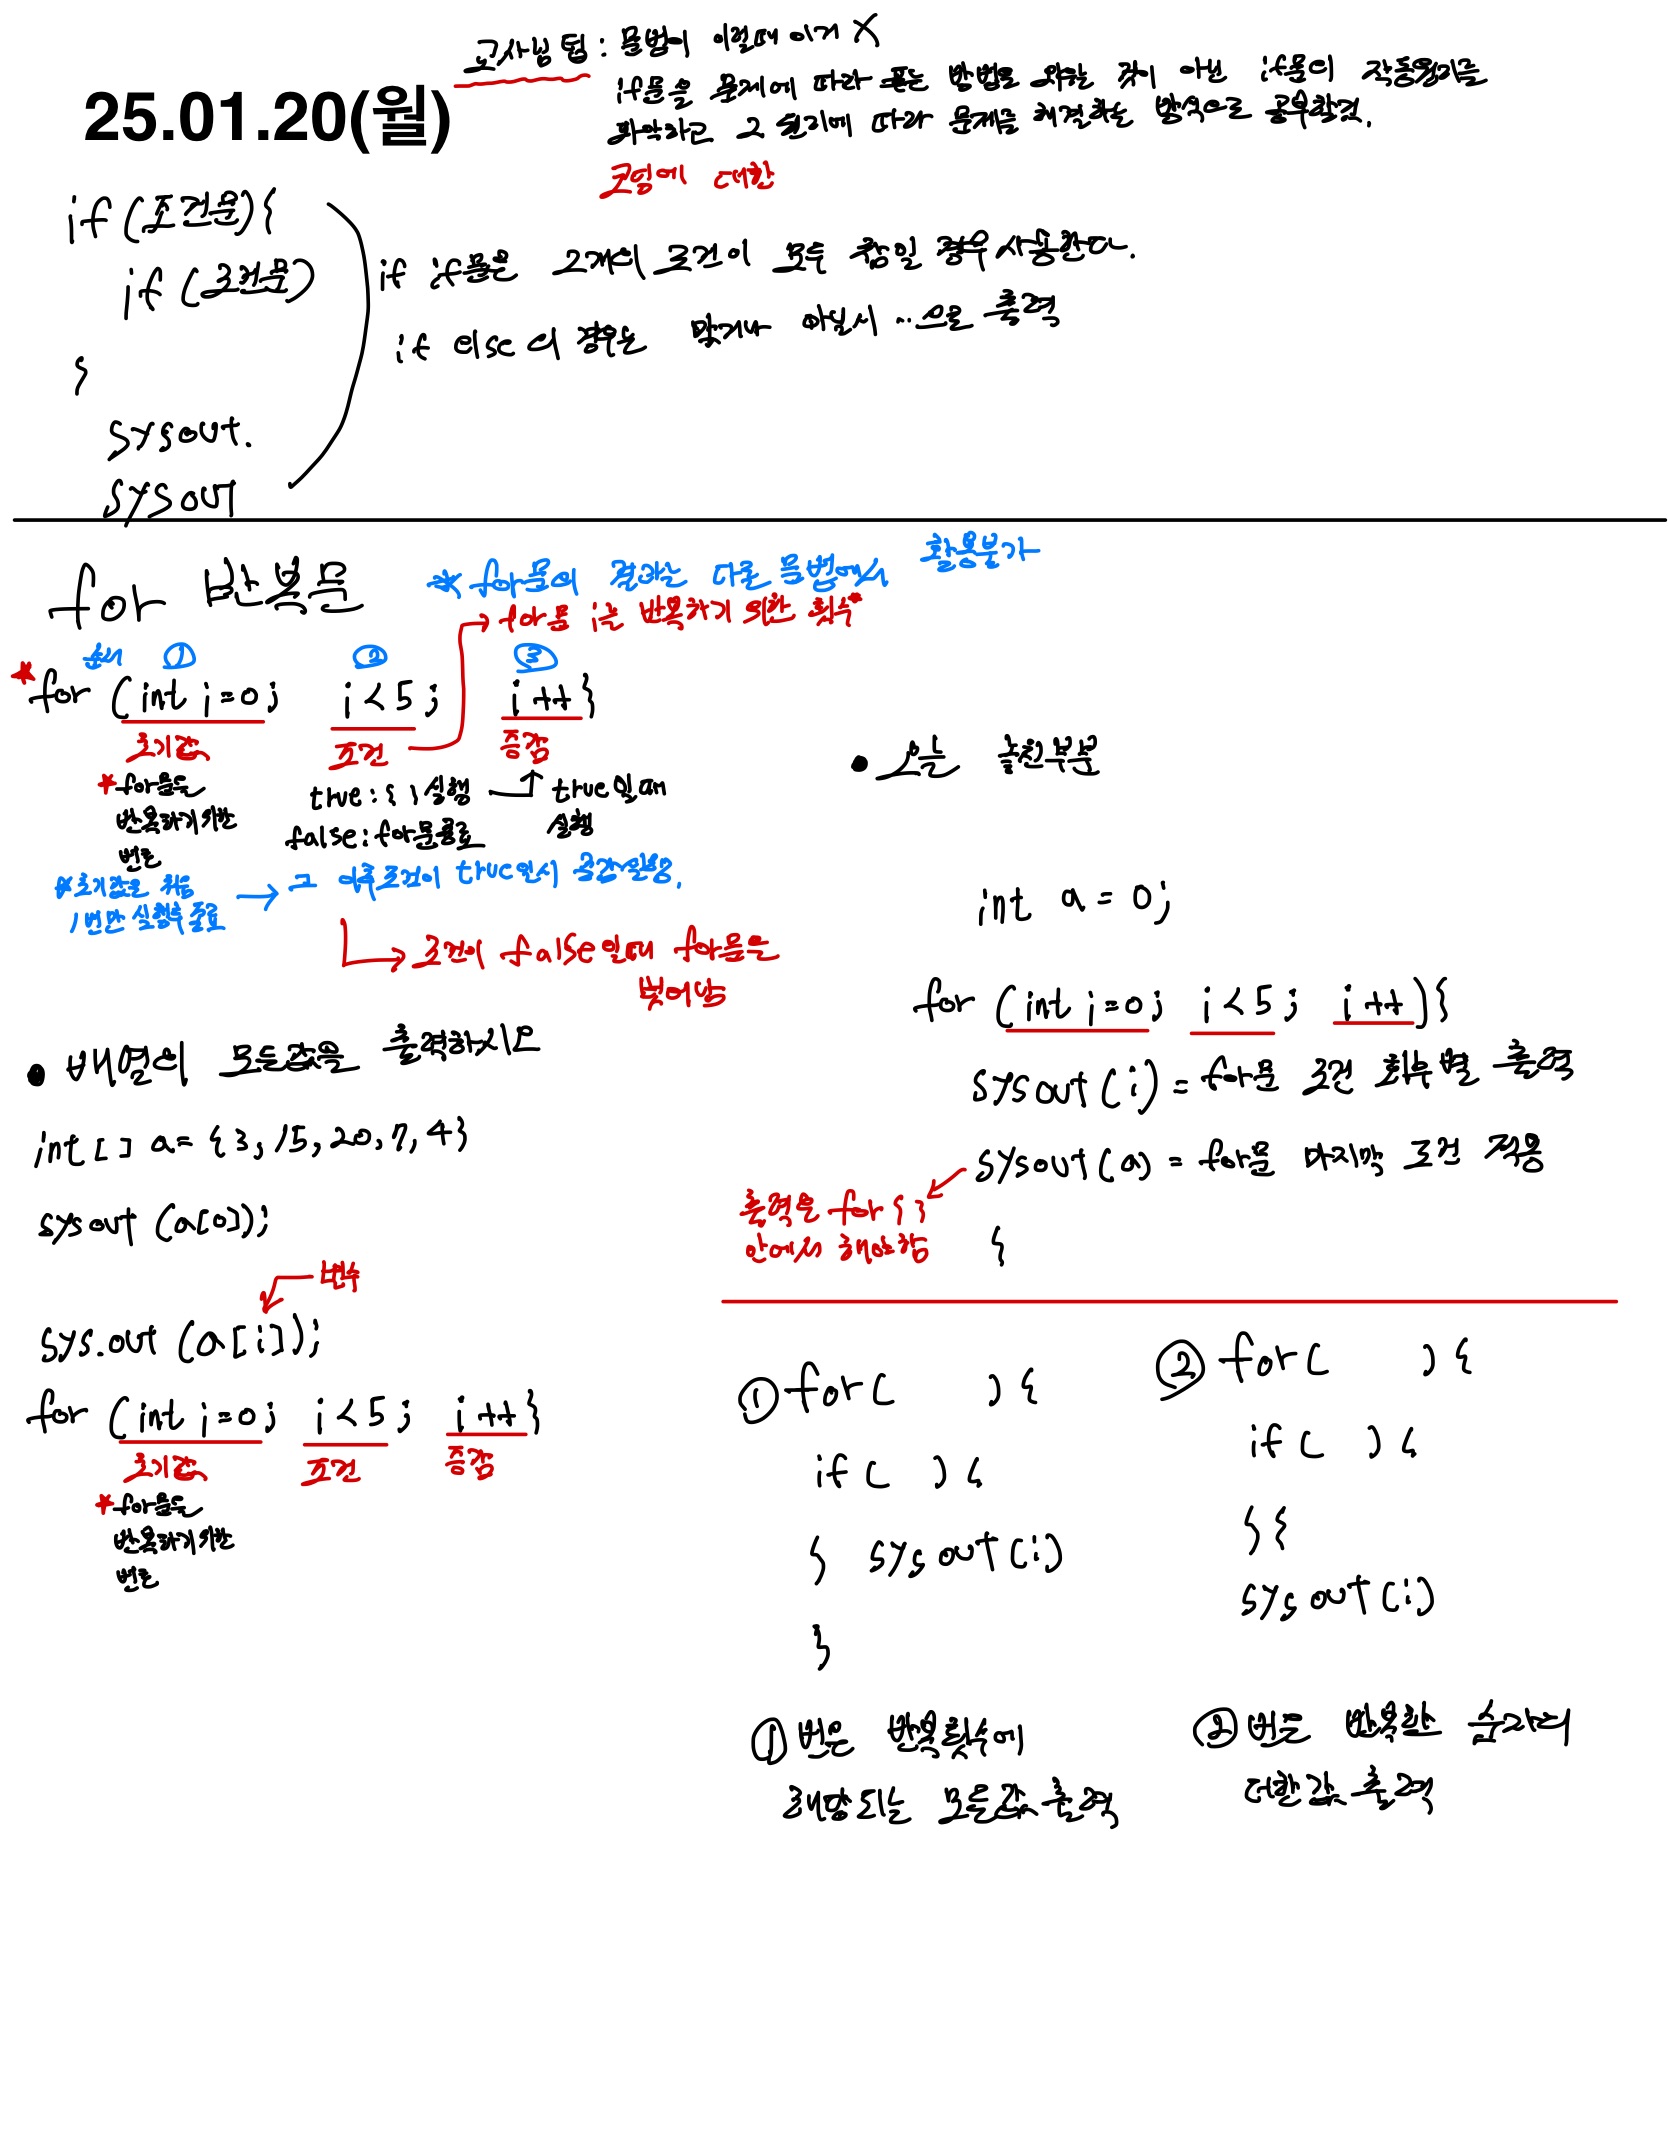 25.01.20(월)
교사님 팁 : 문법이 이럴때 이거 X
if문을 문제에 따라 푸는 방법으로 외우는 것이 아닌 if문의 작동원리를
파악하고 그 원리에 따라 문제를 해결하는 방식으로 공부할것.
코딩에 대한
if (조건문) {
if (조건문)
}
sysout.
sysout
if if문은 2개의 조건이 모두 참일 경우 사용한다.
if else의 경우는 맞거나 아닐시 …으로 출력
for 반복문
* for문의 결과는 다른 문법에서 활용불가
→ for문 i는 반복하기 위한 횟수*
순서 ① ② ③
* for (int i=0; i<5; i++}
초기값 조건 증감
* for문을
반복하기위한
변수
true : { } 실행 → true일때
실행
false : for문종료
* 초기값은 처음
1번만 실행후 종료
→ 그 이후 조건이 true일시 증감실행.
→ 조건이 false일때 for문을
벗어남
• 배열의 모든값을 출력하시오
int[] a= {3, 15, 20, 7, 4}
sysout (a[0]);
변수
sys.out (a[i]);
for (int i=0; i<5; i++}
초기값 조건 증감
* for문을
반복하기위한
변수
• 오늘 놓친부분
int a = 0;
for (int i=0; i<5; i++){
sysout(i) = for문 조건 회수별 출력
sysout(a) = for문 마지막 조건 적용
출력은 for { }
안에서 해야함
{
① for( ) {
if( ) {
} sysout(i)
}
② for( ) {
if( ) {
} {
sysout(i)
① 번은 반복횟수에
해당되는 모든값 출력
② 번은 반복한 숫자의
대한값 출력